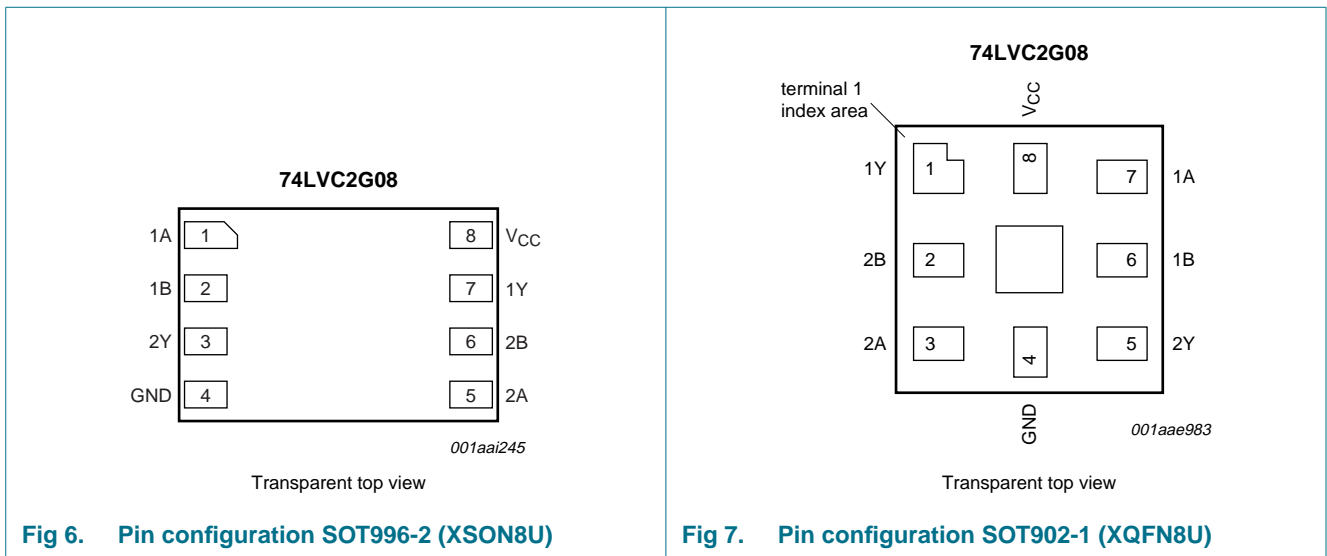 74LVC2G08
1A 1 8 VCC
1B 2 7 1Y
2Y 3 6 2B
GND 4 5 2A
001aai245
Transparent top view
Fig 6. Pin configuration SOT996-2 (XSON8U)
74LVC2G08
terminal 1
index area
VCC
1Y 1 8 7 1A
2B 2 6 1B
2A 3 4 5 2Y
GND
001aae983
Transparent top view
Fig 7. Pin configuration SOT902-1 (XQFN8U)